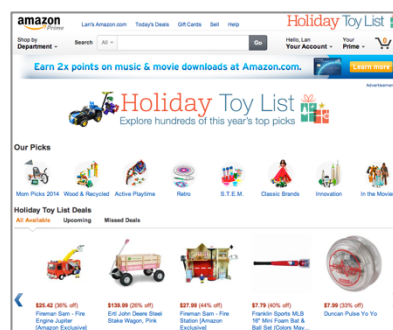 amazon
Prime
Lan's Amazon.com Today's Deals Gift Cards Sell Help
Holiday Toy List
Shop by
Department
Search All
Go
Hello, Lan
Your Account
Your
Prime
0
Earn 2x points on music & movie downloads at Amazon.com.
Learn more
Advertisement
Holiday Toy List
Explore hundreds of this year's top picks
Our Picks
Mom Picks 2014 Wood & Recycled Active Playtime Retro S.T.E.M. Classic Brands Innovation In the Movie
Holiday Toy List Deals
All Available Upcoming Missed Deals
$25.42 (36% off) $139.99 (26% off) $27.99 (44% off) $7.79 (40% off) $7.99 (33% off)
Fireman Sam - Fire Ertl John Deere Steel Fireman Sam - Fire Franklin Sports MLB Duncan Pulse Yo Yo
Engine Jupiter Stake Wagon, Pink Station [Amazon 16" Mini Foam Bat &
[Amazon Exclusive] Exclusive] Ball Set (Colors May...